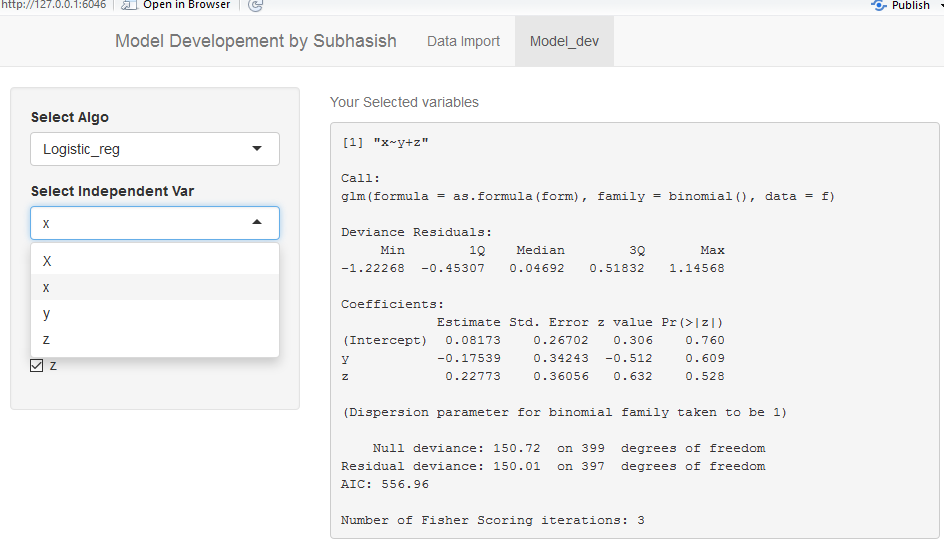 http://127.0.0.1:6046 Open in Browser Publish
Model Developement by Subhasish Data Import Model_dev
Select Algo
Logistic_reg
Select Independent Var
x
X
x
y
z
z
Your Selected variables
[1] "x~y+z"
Call:
glm(formula = as.formula(form), family = binomial(), data = f)
Deviance Residuals:
Min 1Q Median 3Q Max
-1.22268 -0.45307 0.04692 0.51832 1.14568
Coefficients:
Estimate Std. Error z value Pr(>|z|)
(Intercept) 0.08173 0.26702 0.306 0.760
y -0.17539 0.34243 -0.512 0.609
z 0.22773 0.36056 0.632 0.528
(Dispersion parameter for binomial family taken to be 1)
Null deviance: 150.72 on 399 degrees of freedom
Residual deviance: 150.01 on 397 degrees of freedom
AIC: 556.96
Number of Fisher Scoring iterations: 3